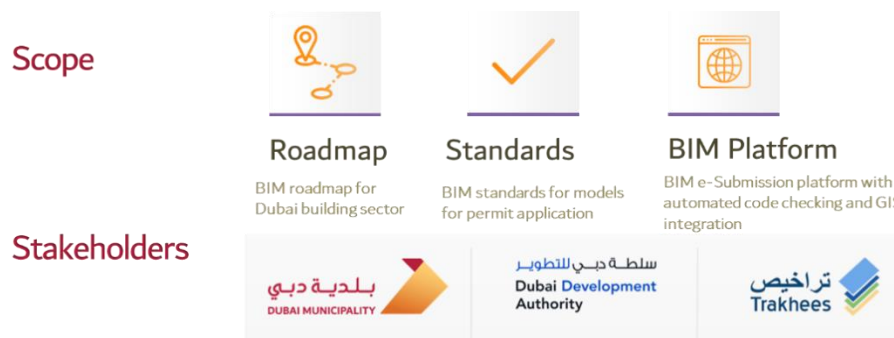 Scope
Roadmap
BIM roadmap for
Dubai building sector
Standards
BIM standards for models
for permit application
BIM Platform
BIM e-Submission platform with
automated code checking and GIS
integration
Stakeholders
بلدية دبي
DUBAI MUNICIPALITY
سلطة دبي للتطوير
Dubai Development
Authority
تراخيص
Trakhees